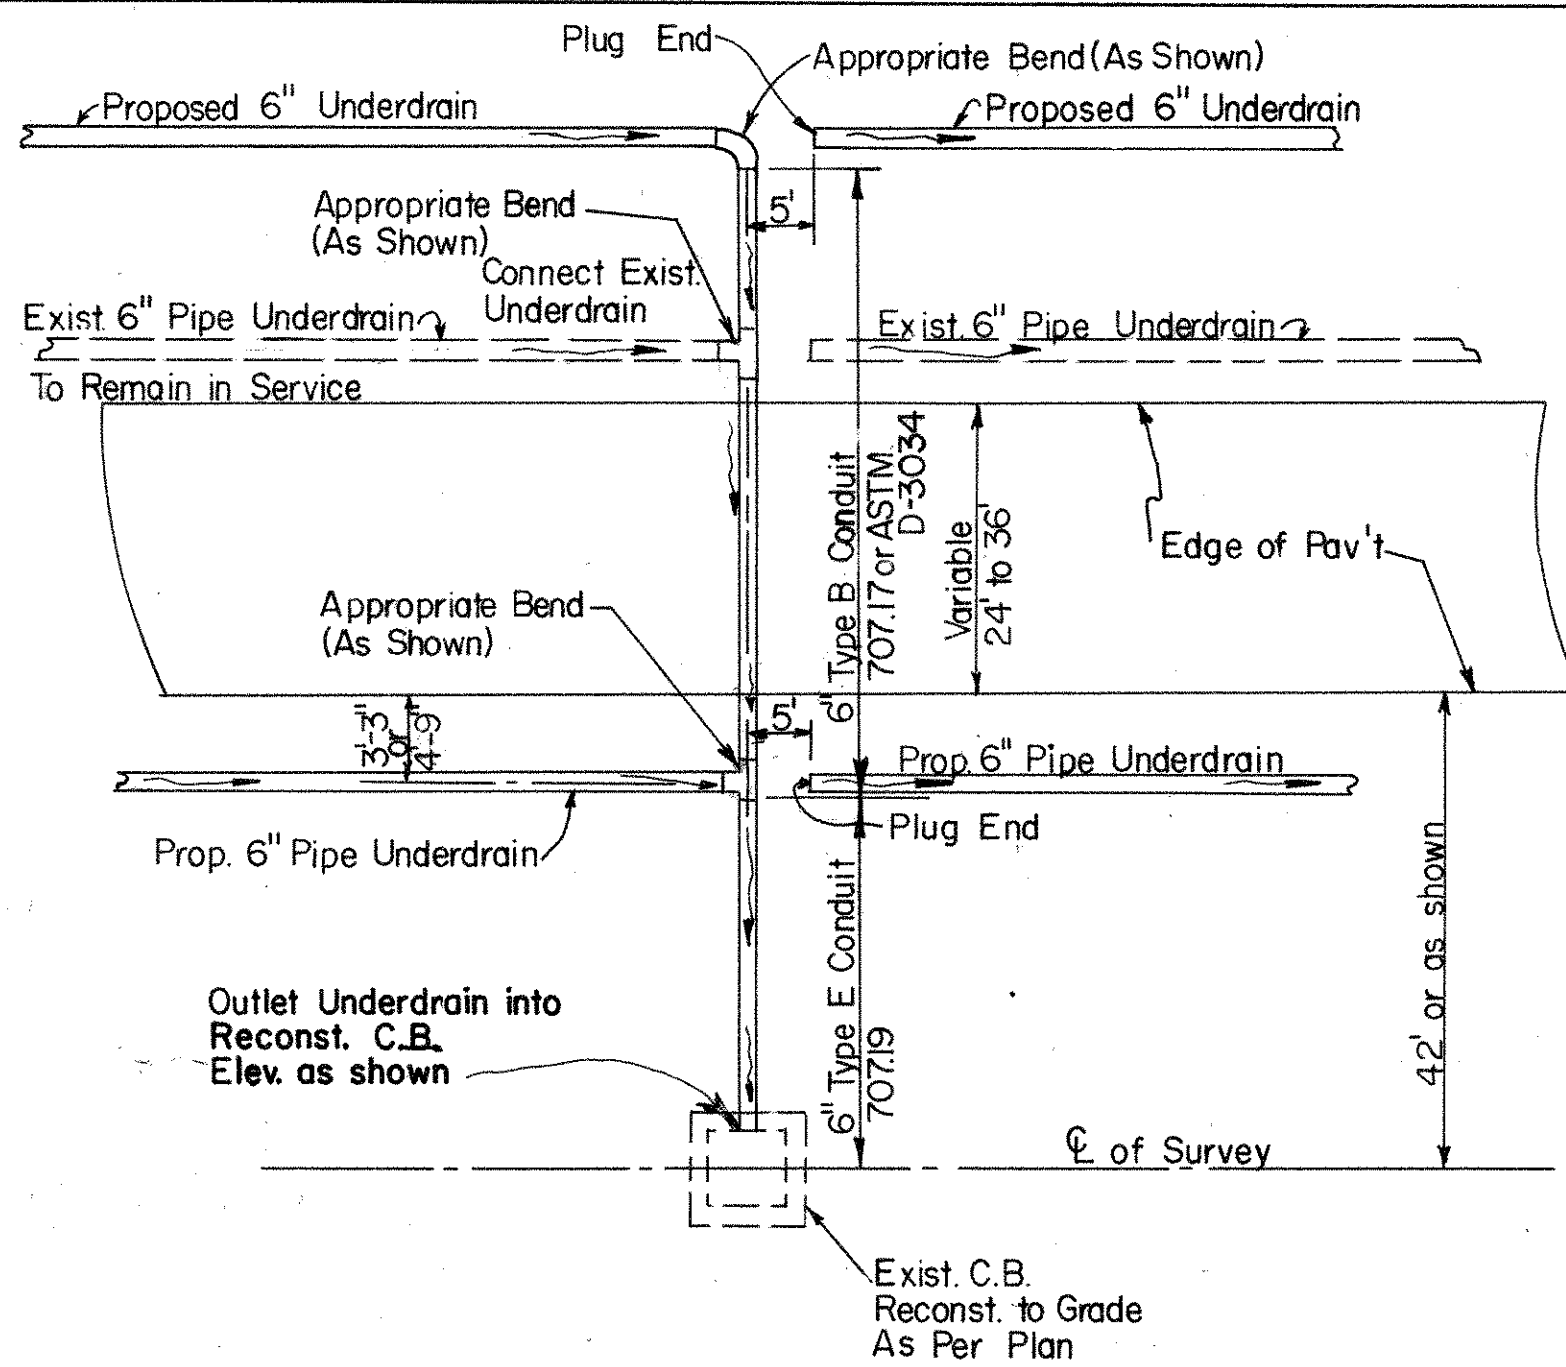 Plug End
Appropriate Bend (As Shown)
Proposed 6" Underdrain
Proposed 6" Underdrain
5'
Appropriate Bend
(As Shown)
Connect Exist.
Underdrain
Exist. 6" Pipe Underdrain
Exist. 6" Pipe Underdrain
To Remain in Service
6" Type B Conduit
707.17 or ASTM
D-3034
Variable
24' to 36'
Edge of Pav't
Appropriate Bend
(As Shown)
3'-3"
or
4'-9"
5'
Prop. 6" Pipe Underdrain
Plug End
Prop. 6" Pipe Underdrain
6" Type E Conduit
707.19
42' or as shown
Outlet Underdrain into
Reconst. C.B.
Elev. as shown
℄ of Survey
Exist. C.B.
Reconst. to Grade
As Per Plan